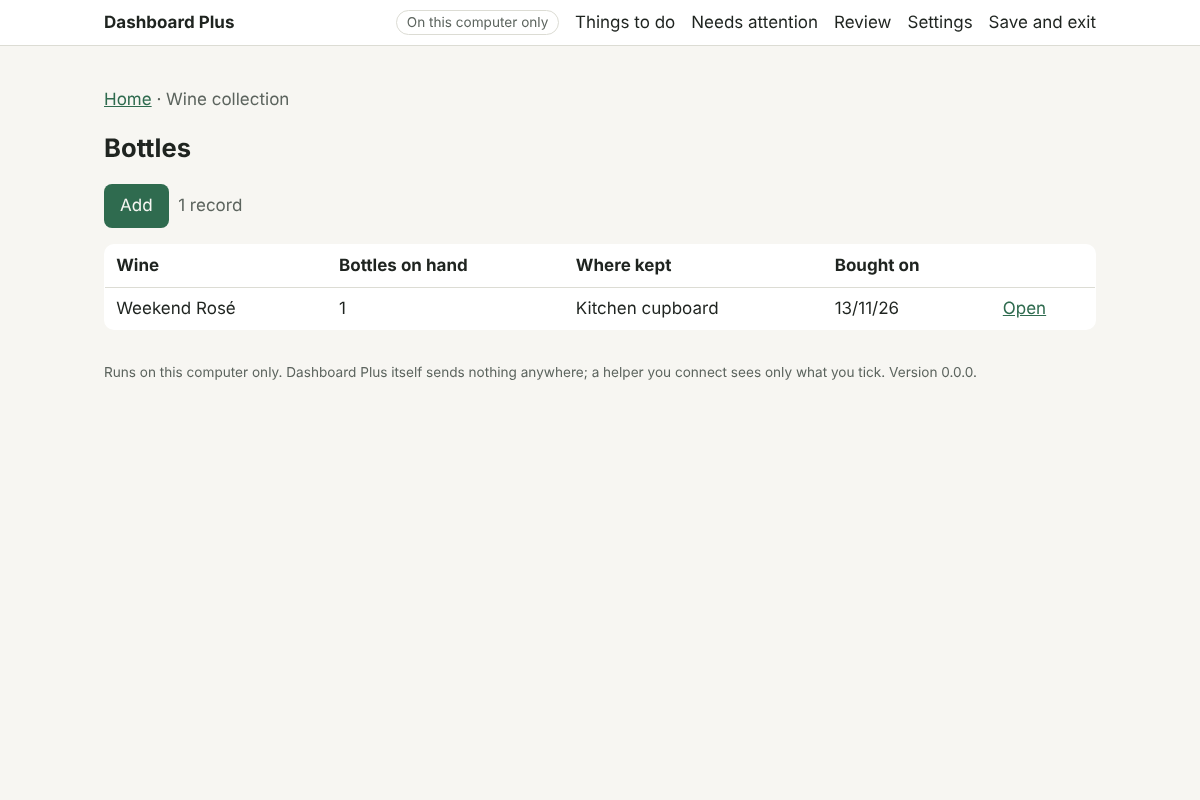 Dashboard Plus On this computer only Things to do Needs attention Review Settings Save and exit
Home · Wine collection
Bottles
Add 1 record
Wine Bottles on hand Where kept Bought on
Weekend Rosé 1 Kitchen cupboard 13/11/26 Open
Runs on this computer only. Dashboard Plus itself sends nothing anywhere; a helper you connect sees only what you tick. Version 0.0.0.